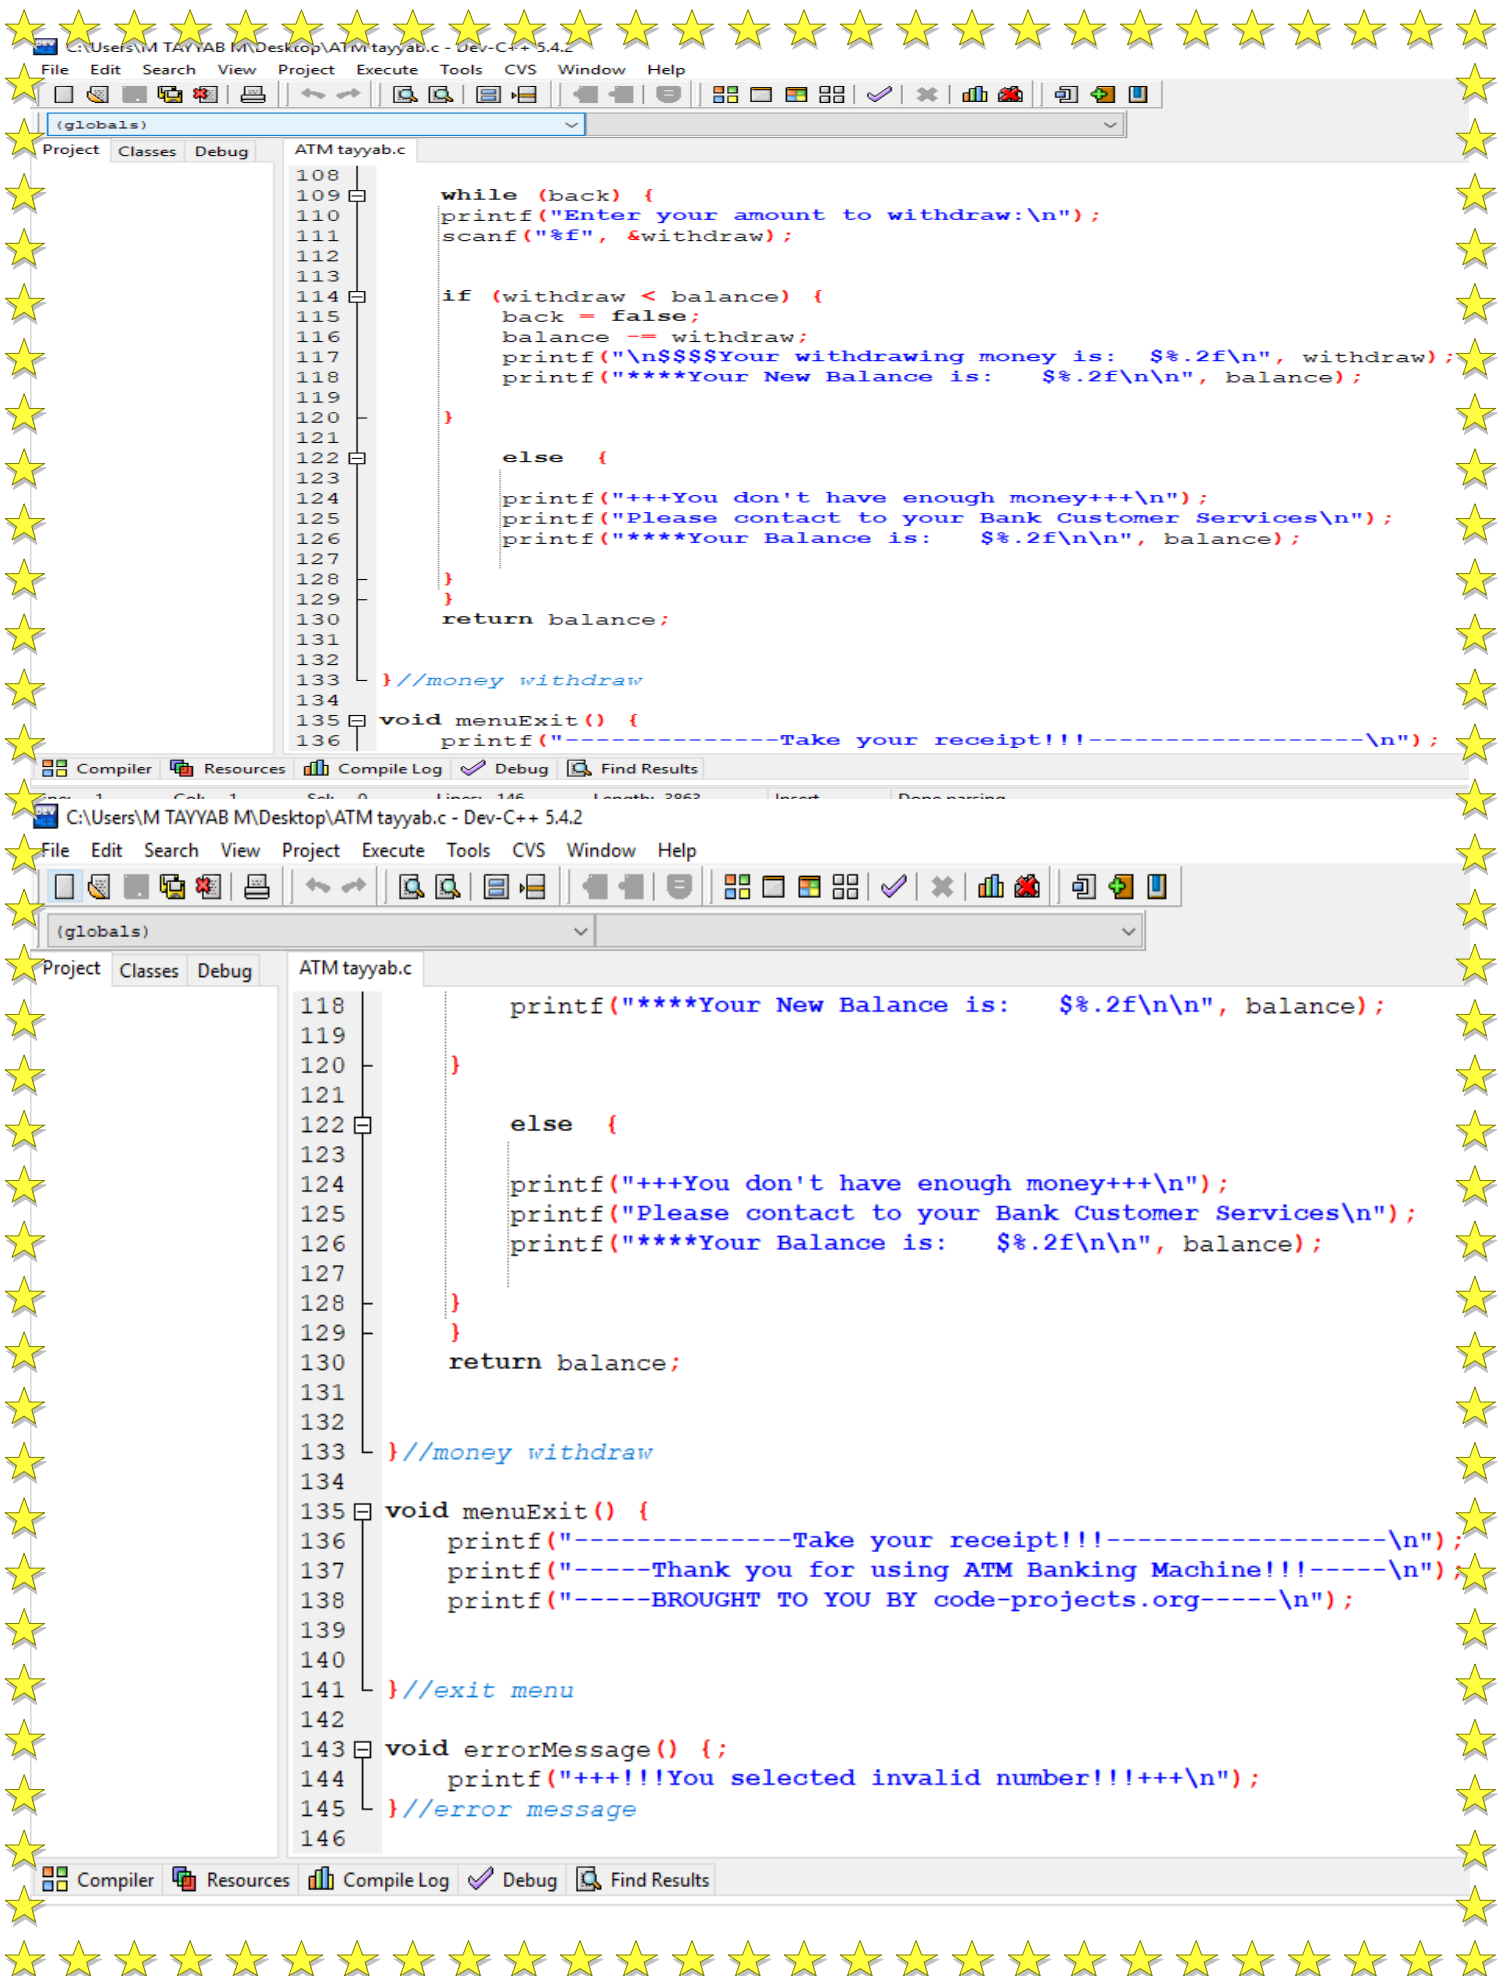 C:\Users\M TAYYAB M\Desktop\ATM tayyab.c - Dev-C++ 5.4.2
File Edit Search View Project Execute Tools CVS Window Help
(globals)
Project Classes Debug ATM tayyab.c
108
109 while (back) {
110 printf("Enter your amount to withdraw:\n");
111 scanf("%f", &withdraw);
112
113
114 if (withdraw < balance) {
115 back = false;
116 balance -= withdraw;
117 printf("\n$$$$Your withdrawing money is:  $%.2f\n", withdraw);
118 printf("****Your New Balance is:   $%.2f\n\n", balance);
119
120 }
121
122 else  {
123
124 printf("+++You don't have enough money+++\n");
125 printf("Please contact to your Bank Customer Services\n");
126 printf("****Your Balance is:   $%.2f\n\n", balance);
127
128 }
129 }
130 return balance;
131
132
133 }//money withdraw
134
135 void menuExit() {
136 printf("--------------Take your receipt!!!------------------\n");
Compiler Resources Compile Log Debug Find Results
Line: 1 Col: 1 Sel: 0 Lines: 146 Length: 3863 Insert Done parsing
C:\Users\M TAYYAB M\Desktop\ATM tayyab.c - Dev-C++ 5.4.2
File Edit Search View Project Execute Tools CVS Window Help
(globals)
Project Classes Debug ATM tayyab.c
118 printf("****Your New Balance is:   $%.2f\n\n", balance);
119
120 }
121
122 else  {
123
124 printf("+++You don't have enough money+++\n");
125 printf("Please contact to your Bank Customer Services\n");
126 printf("****Your Balance is:   $%.2f\n\n", balance);
127
128 }
129 }
130 return balance;
131
132
133 }//money withdraw
134
135 void menuExit() {
136 printf("--------------Take your receipt!!!------------------\n");
137 printf("-----Thank you for using ATM Banking Machine!!!-----\n");
138 printf("-----BROUGHT TO YOU BY code-projects.org-----\n");
139
140
141 }//exit menu
142
143 void errorMessage() {;
144 printf("+++!!!You selected invalid number!!!+++\n");
145 }//error message
146
Compiler Resources Compile Log Debug Find Results